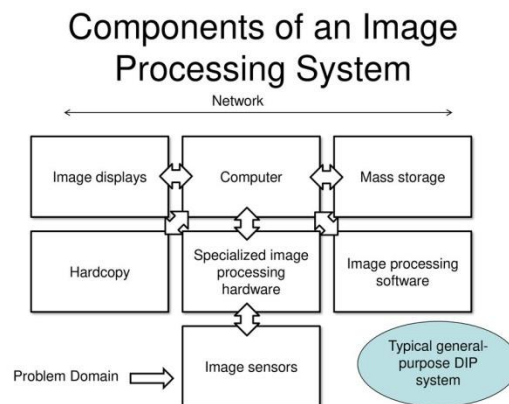 Components of an Image
Processing System
Network
Image displays
Computer
Mass storage
Hardcopy
Specialized image
processing
hardware
Image processing
software
Image sensors
Problem Domain
Typical general-
purpose DIP
system